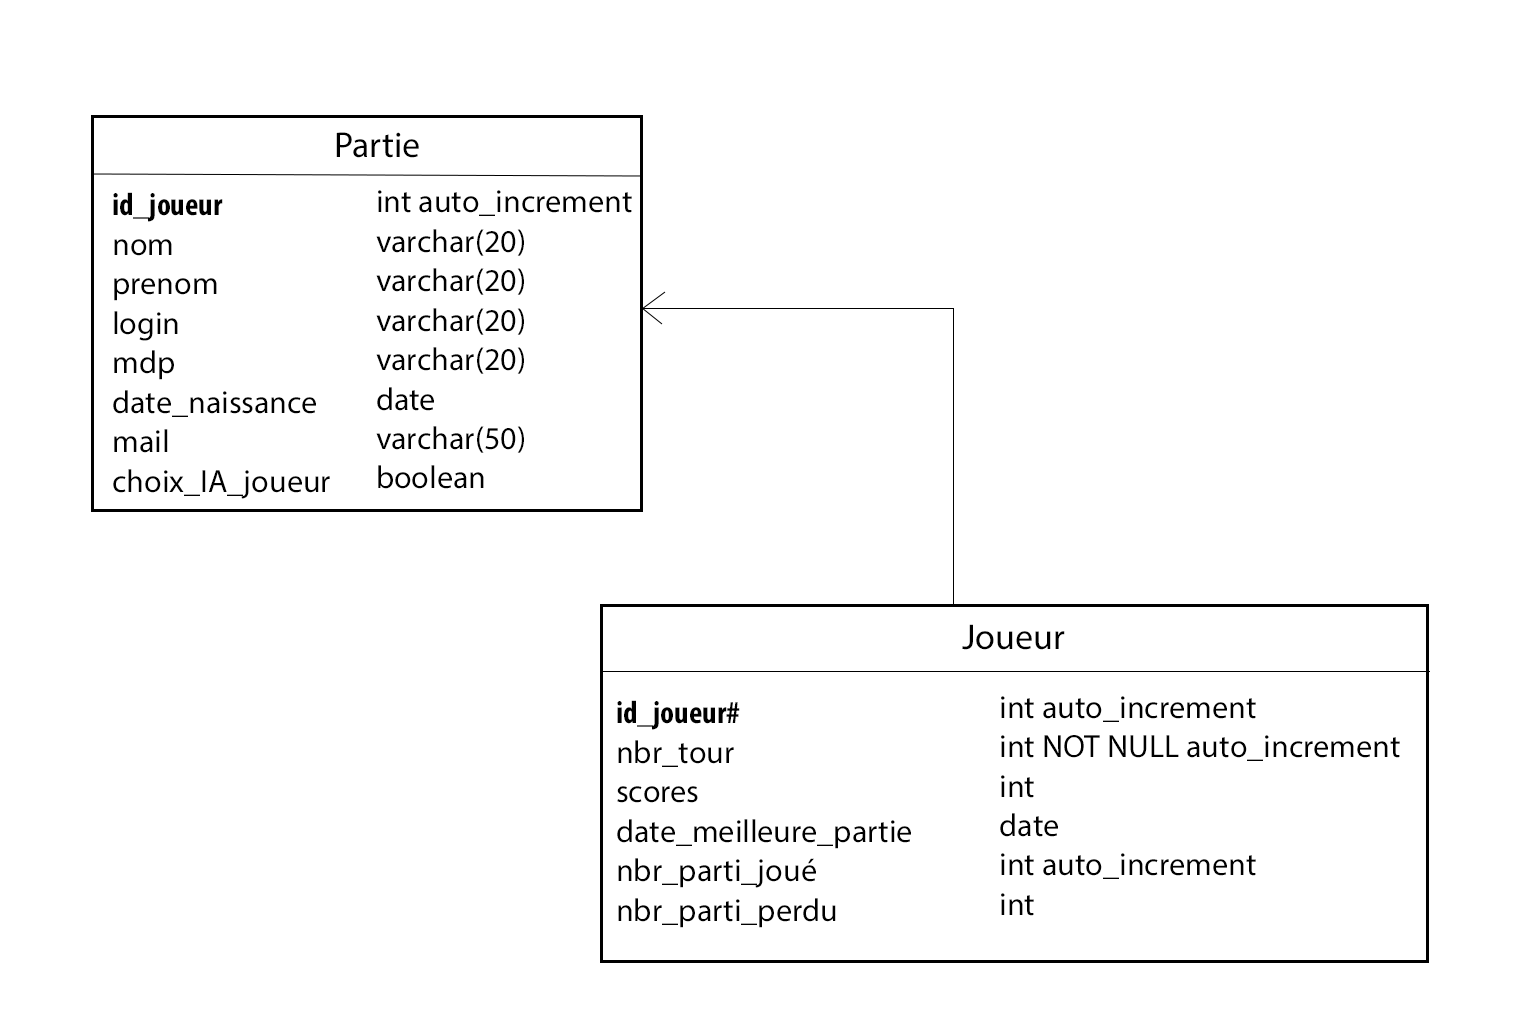 Partie
id_joueur int auto_increment
nom varchar(20)
prenom varchar(20)
login varchar(20)
mdp varchar(20)
date_naissance date
mail varchar(50)
choix_IA_joueur boolean
Joueur
id_joueur# int auto_increment
nbr_tour int NOT NULL auto_increment
scores int
date_meilleure_partie date
nbr_parti_joué int auto_increment
nbr_parti_perdu int